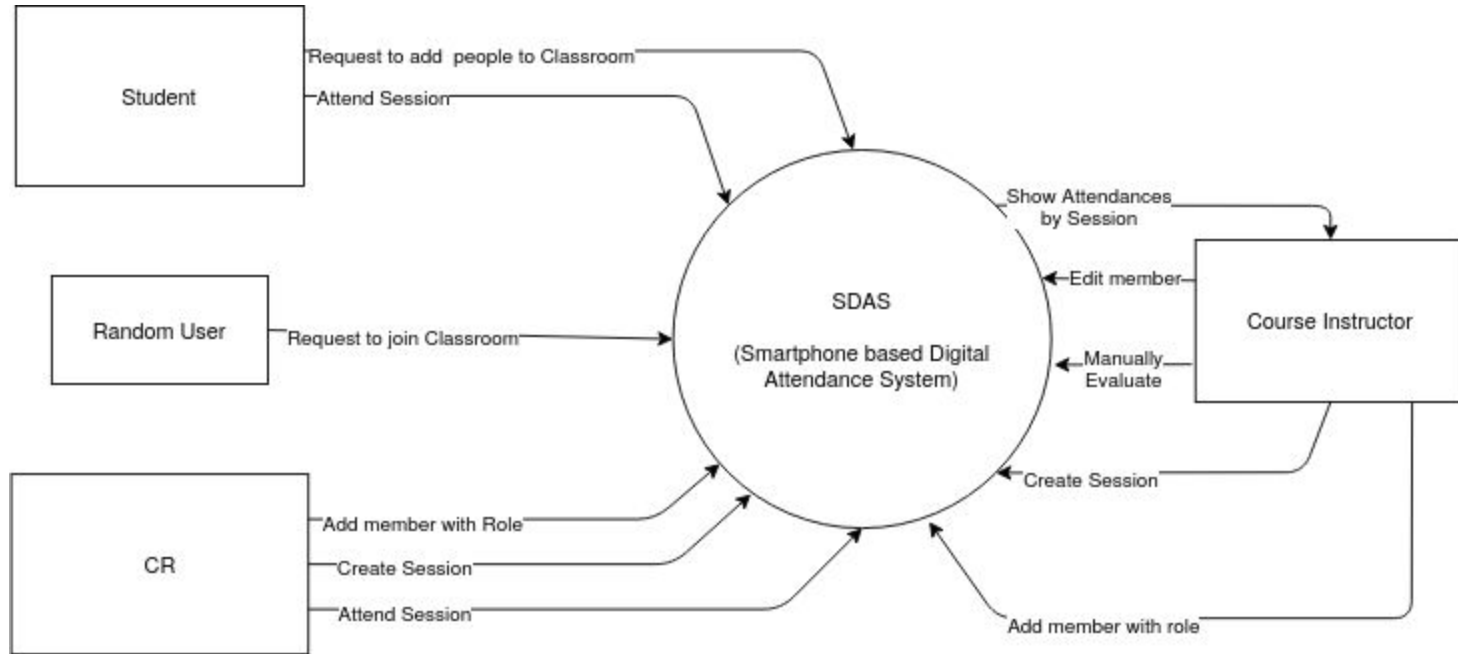 Request to add people to Classroom
Student
Attend Session
Show Attendances
by Session
Edit member
SDAS
Random User
Request to join Classroom
Course Instructor
(Smartphone based Digital
Attendance System)
Manually
Evaluate
Create Session
Add member with Role
CR
Create Session
Attend Session
Add member with role